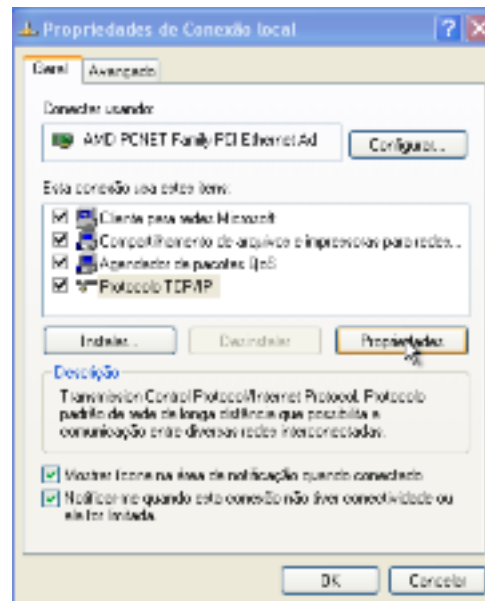 Propriedades de Conexão local
Geral
Avançado
Conectar usando:
AMD PCNET Family PCI Ethernet Ad
Configurar...
Esta conexão usa estes itens:
Cliente para redes Microsoft
Compartilhamento de arquivos e impressoras para redes...
Agendador de pacotes QoS
Protocolo TCP/IP
Instalar...
Desinstalar
Propriedades
Descrição
Transmission Control Protocol/Internet Protocol. Protocolo
padrão de rede de longa distância que possibilita a
comunicação entre diversas redes interconectadas.
Mostrar ícone na área de notificação quando conectado
Notificar-me quando esta conexão não tiver conectividade ou
ela for limitada.
OK
Cancelar